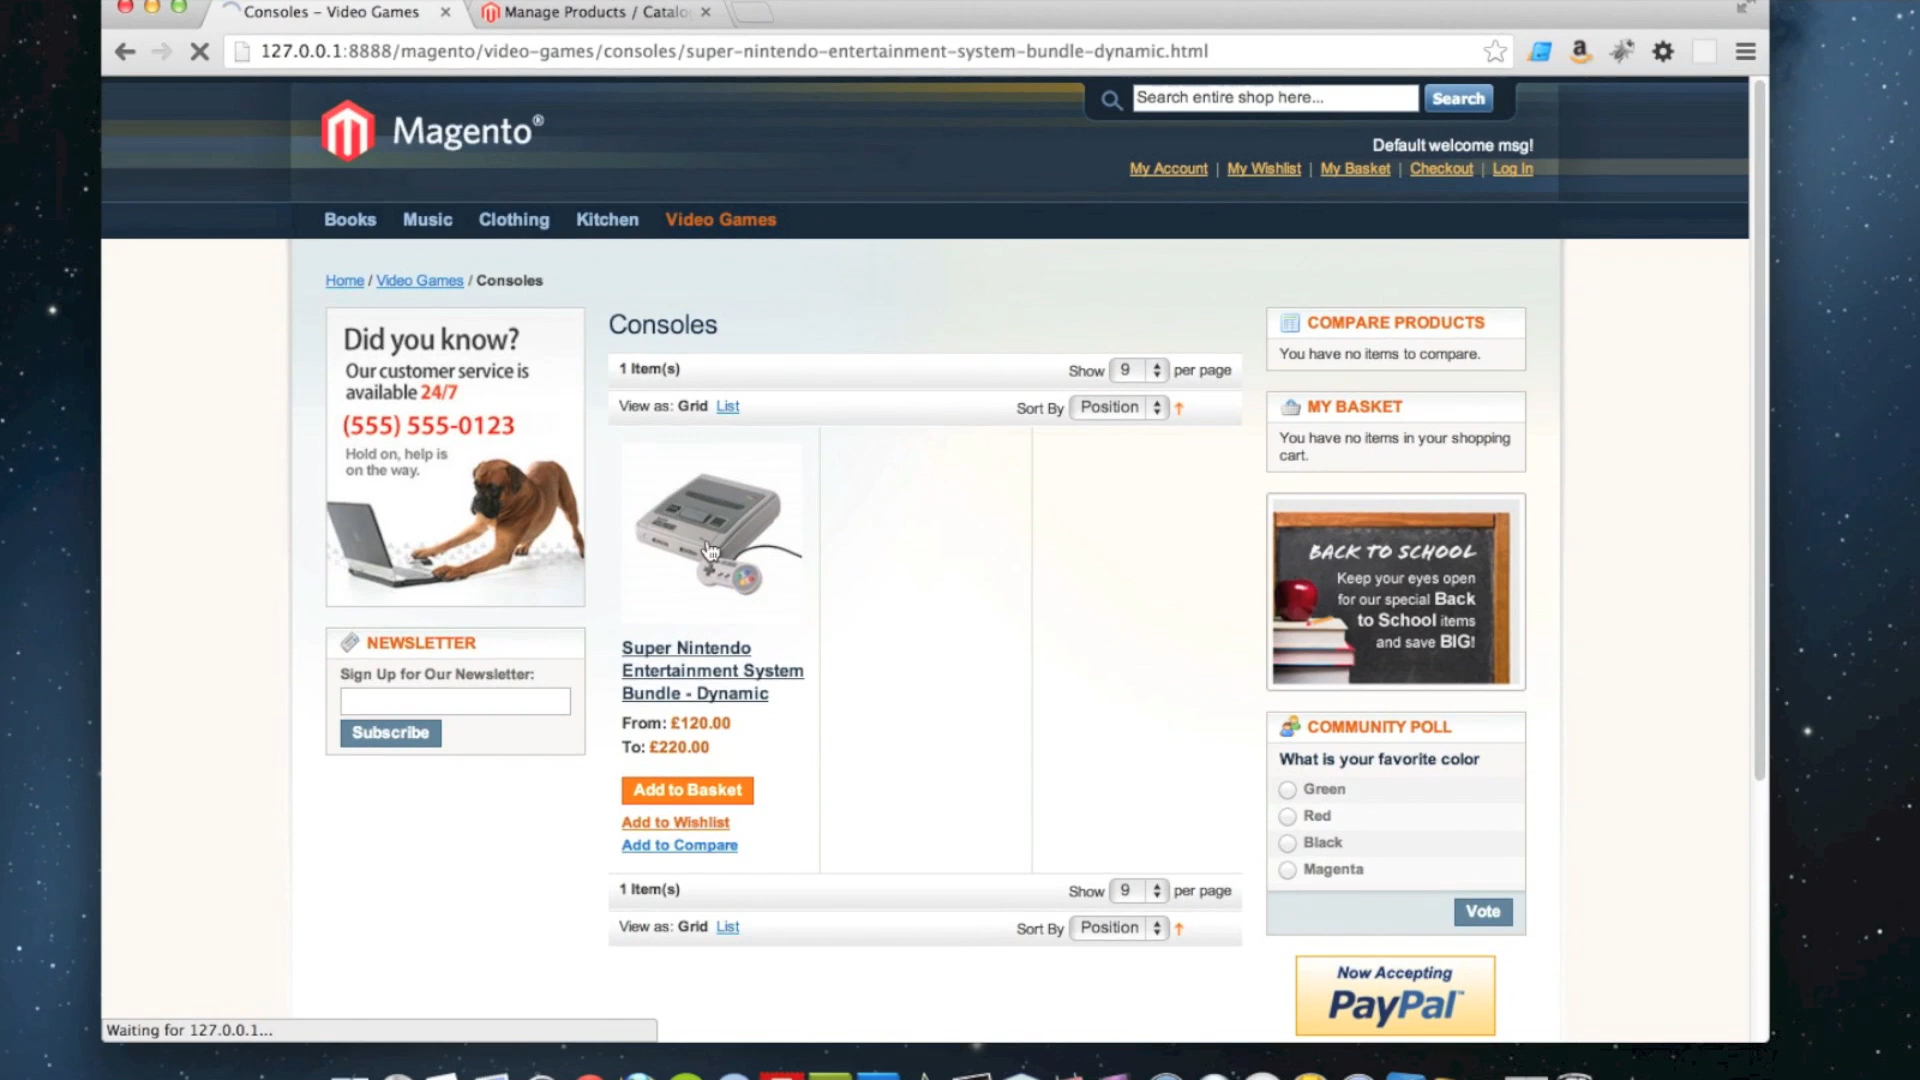 Consoles – Video Games
Manage Products / Catalo
127.0.0.1:8888/magento/video-games/consoles/super-nintendo-entertainment-system-bundle-dynamic.html
Magento®
Search entire shop here...
Search
Default welcome msg!
My Account | My Wishlist | My Basket | Checkout | Log In
Books Music Clothing Kitchen Video Games
Home / Video Games / Consoles
Did you know?
Our customer service is
available 24/7
(555) 555-0123
Hold on, help is
on the way.
NEWSLETTER
Sign Up for Our Newsletter:
Subscribe
Consoles
1 Item(s)
Show 9 per page
View as: Grid List
Sort By Position
Super Nintendo
Entertainment System
Bundle - Dynamic
From: £120.00
To: £220.00
Add to Basket
Add to Wishlist
Add to Compare
1 Item(s)
Show 9 per page
View as: Grid List
Sort By Position
COMPARE PRODUCTS
You have no items to compare.
MY BASKET
You have no items in your shopping
cart.
BACK TO SCHOOL
Keep your eyes open
for our special Back
to School items
and save BIG!
COMMUNITY POLL
What is your favorite color
Green
Red
Black
Magenta
Vote
Now Accepting
PayPal™
Waiting for 127.0.0.1...